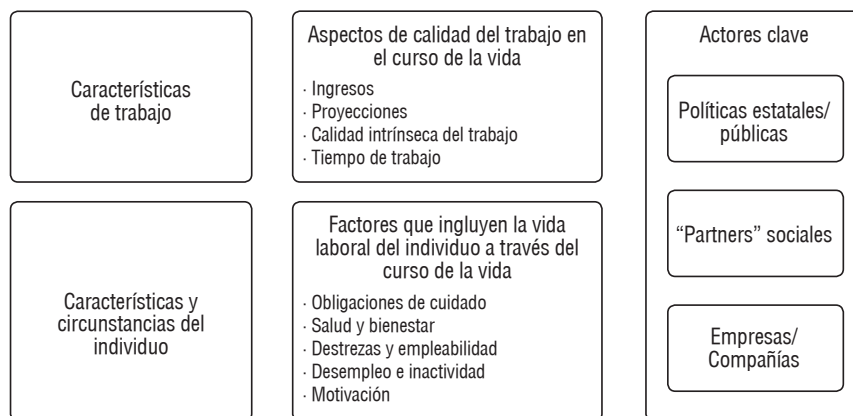 Características
de trabajo
Aspectos de calidad del trabajo en
el curso de la vida
· Ingresos
· Proyecciones
· Calidad intrínseca del trabajo
· Tiempo de trabajo
Características y
circunstancias del
individuo
Factores que ingluyen la vida
laboral del individuo a través del
curso de la vida
· Obligaciones de cuidado
· Salud y bienestar
· Destrezas y empleabilidad
· Desempleo e inactividad
· Motivación
Actores clave
Políticas estatales/
públicas
“Partners” sociales
Empresas/
Compañías